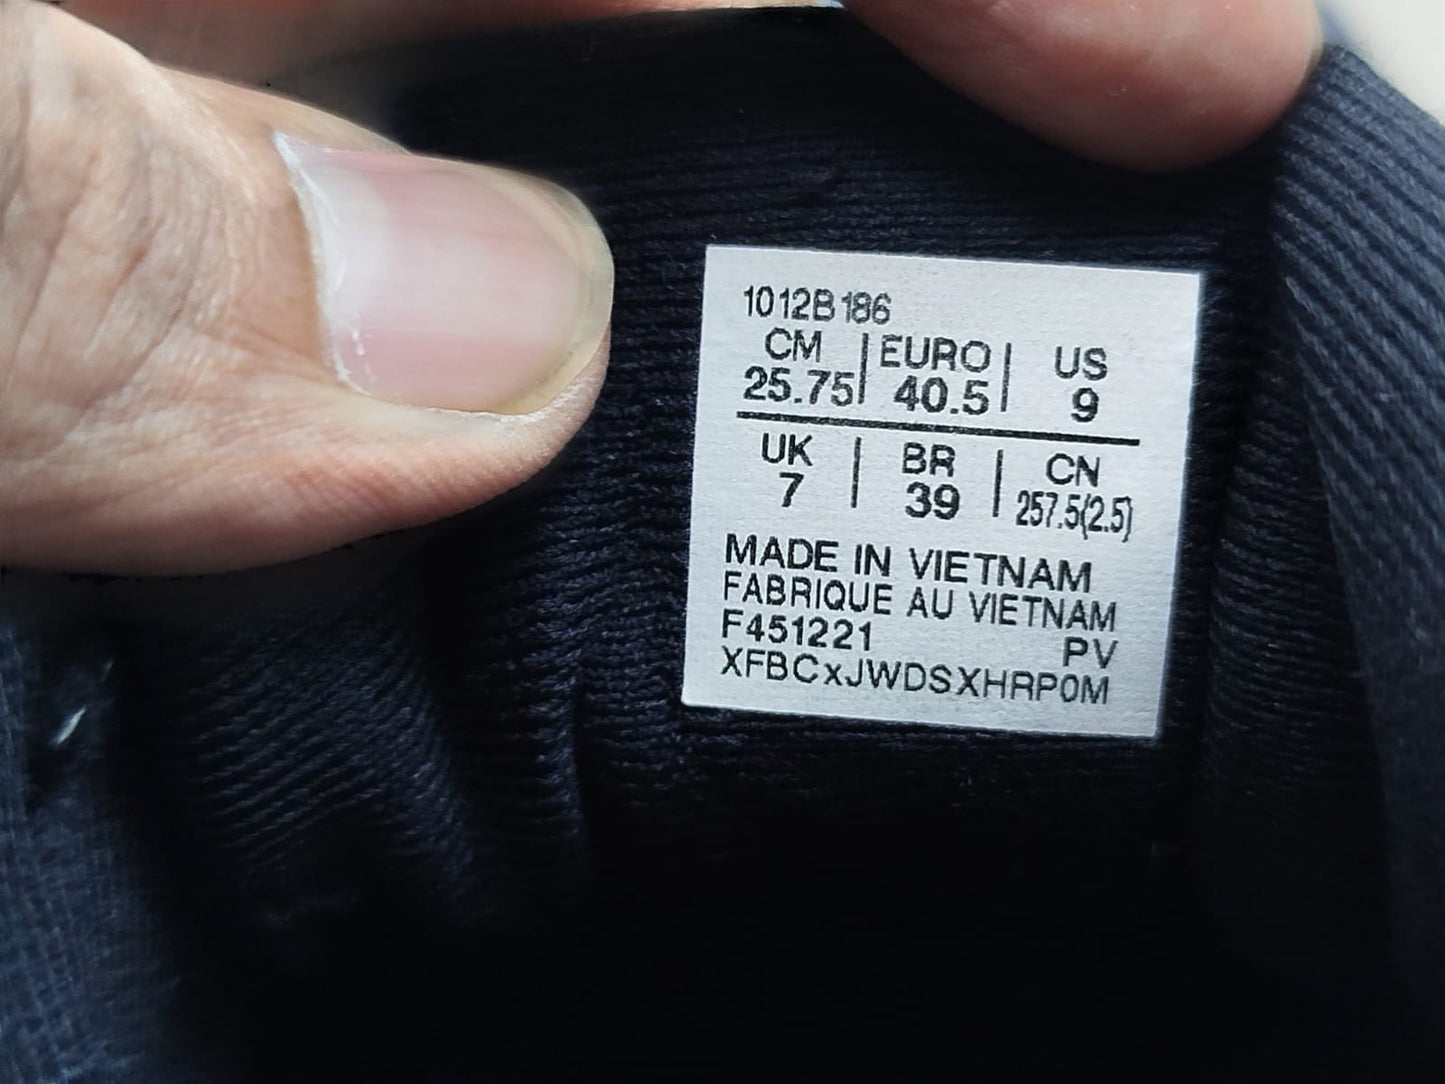 1012B186
CM | EURO | US
25.75 | 40.5 | 9
UK | BR | CN
7 | 39 | 257.5(2.5)
MADE IN VIETNAM
FABRIQUE AU VIETNAM
F451221 PV
XFBCxJWDSXHRP0M